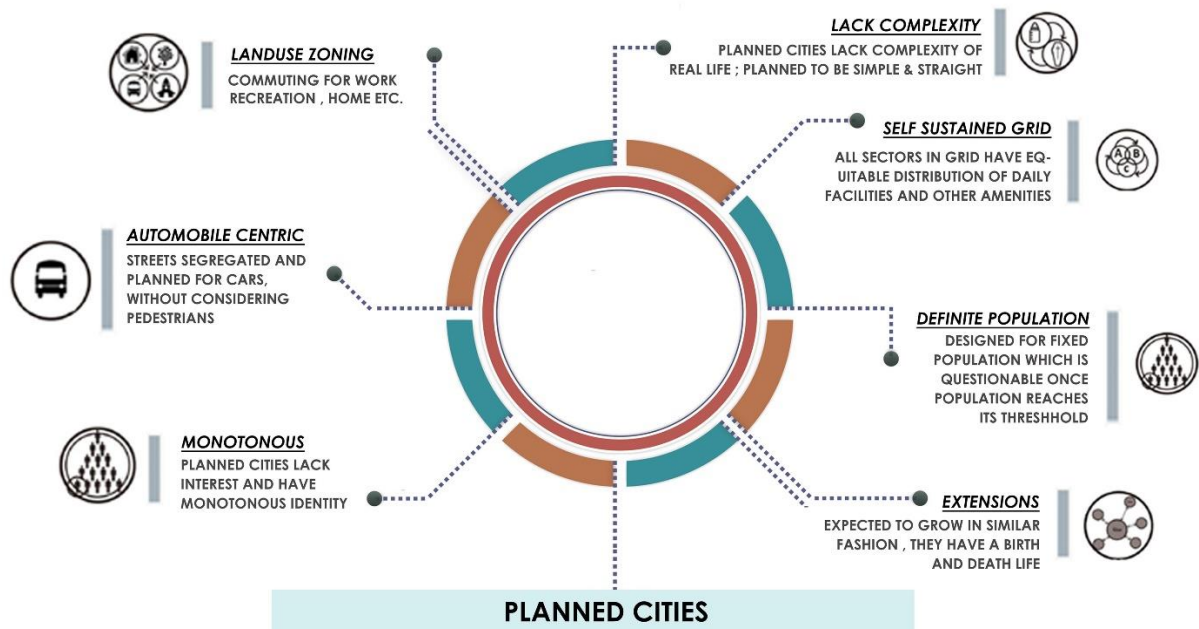 LANDUSE ZONING
COMMUTING FOR WORK
RECREATION , HOME ETC.
LACK COMPLEXITY
PLANNED CITIES LACK COMPLEXITY OF
REAL LIFE ; PLANNED TO BE SIMPLE & STRAIGHT
SELF SUSTAINED GRID
ALL SECTORS IN GRID HAVE EQ-
UITABLE DISTRIBUTION OF DAILY
FACILITIES AND OTHER AMENITIES
A B
C
AUTOMOBILE CENTRIC
STREETS SEGREGATED AND
PLANNED FOR CARS,
WITHOUT CONSIDERING
PEDESTRIANS
DEFINITE POPULATION
DESIGNED FOR FIXED
POPULATION WHICH IS
QUESTIONABLE ONCE
POPULATION REACHES
ITS THRESHHOLD
MONOTONOUS
PLANNED CITIES LACK
INTEREST AND HAVE
MONOTONOUS IDENTITY
EXTENSIONS
EXPECTED TO GROW IN SIMILAR
FASHION , THEY HAVE A BIRTH
AND DEATH LIFE
PLANNED CITIES